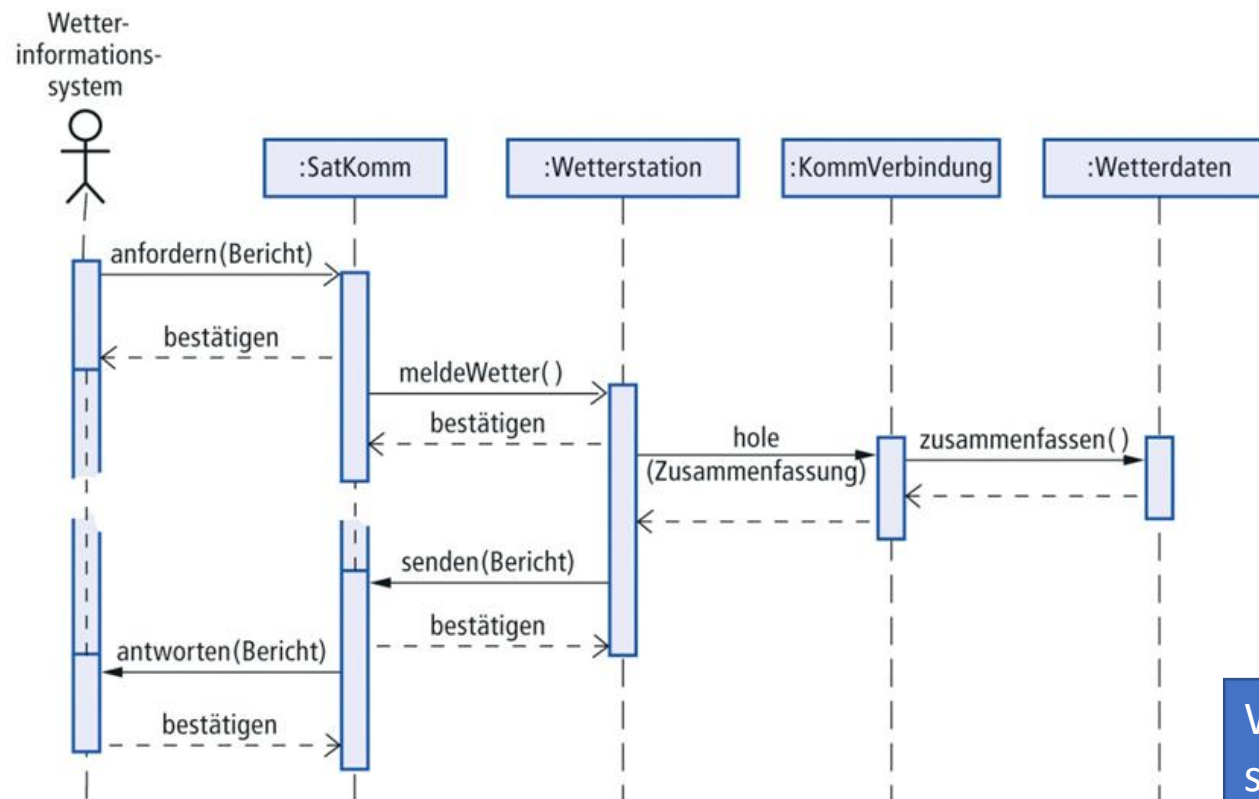 Wetter-
informations-
system
:SatKomm
:Wetterstation
:KommVerbindung
:Wetterdaten
anfordern(Bericht)
bestätigen
meldeWetter( )
bestätigen
hole
(Zusammenfassung)
zusammenfassen( )
senden(Bericht)
bestätigen
antworten(Bericht)
bestätigen